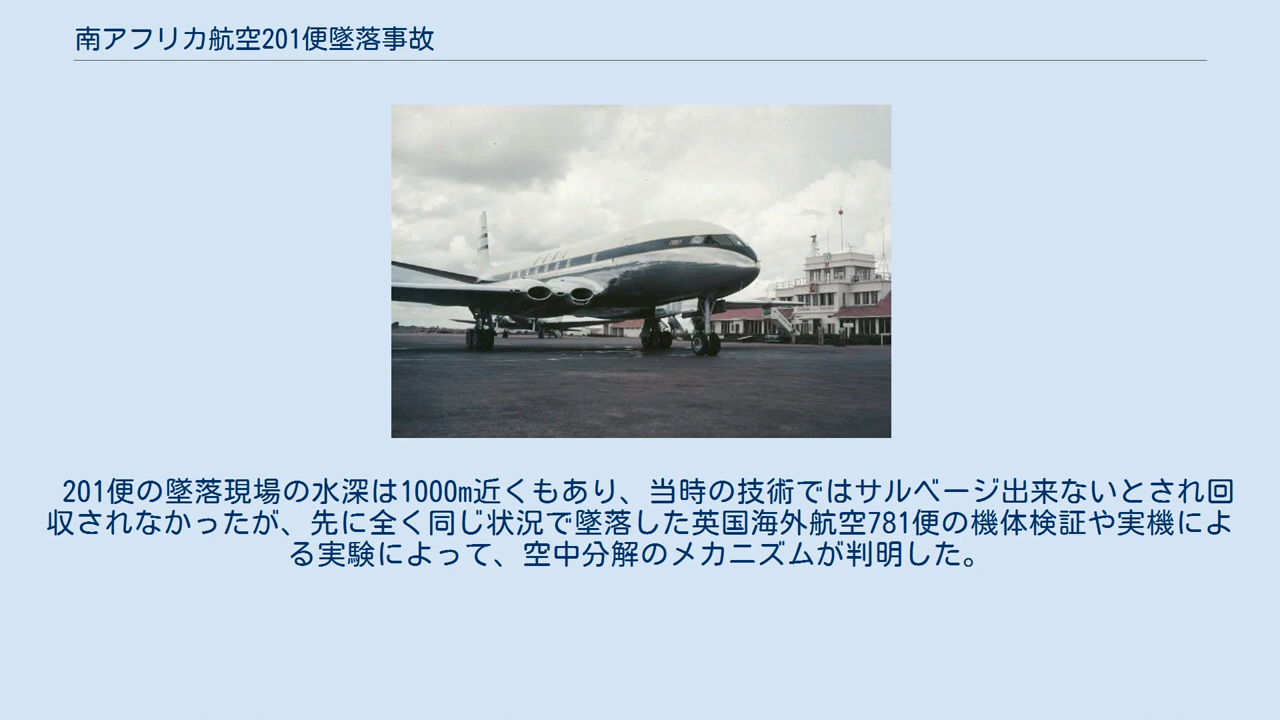 南アフリカ航空201便墜落事故
201便の墜落現場の水深は1000m近くもあり、当時の技術ではサルベージ出来ないとされ回
収されなかったが、先に全く同じ状況で墜落した英国海外航空781便の機体検証や実機によ
る実験によって、空中分解のメカニズムが判明した。